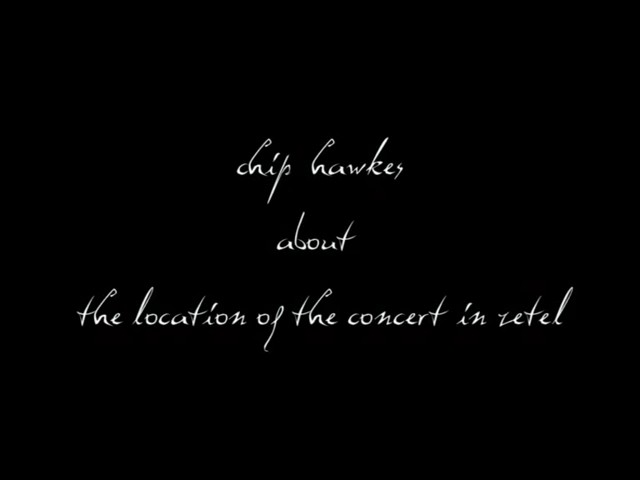 chip hawkes
about
the location of the concert in zetel